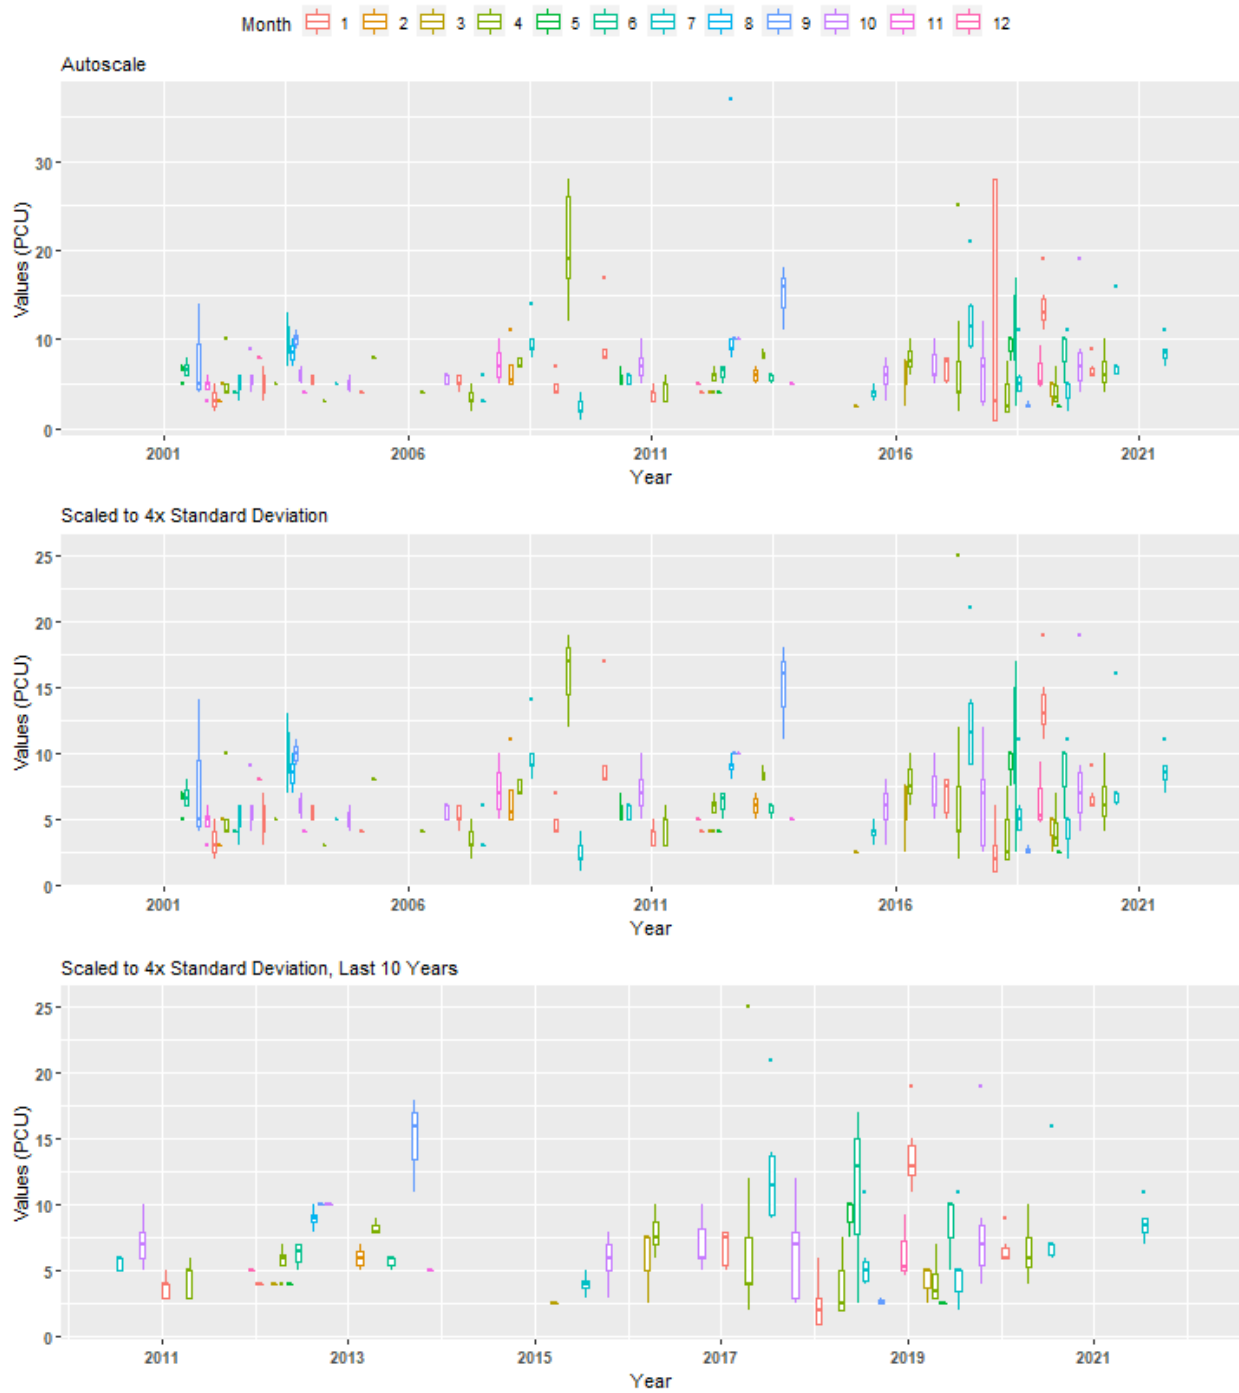 Month 1 2 3 4 5 6 7 8 9 10 11 12
Autoscale
Values (PCU)
30
20
10
0
2001 2006 2011 2016 2021
Year
Scaled to 4x Standard Deviation
Values (PCU)
25
20
15
10
5
0
2001 2006 2011 2016 2021
Year
Scaled to 4x Standard Deviation, Last 10 Years
Values (PCU)
25
20
15
10
5
0
2011 2013 2015 2017 2019 2021
Year